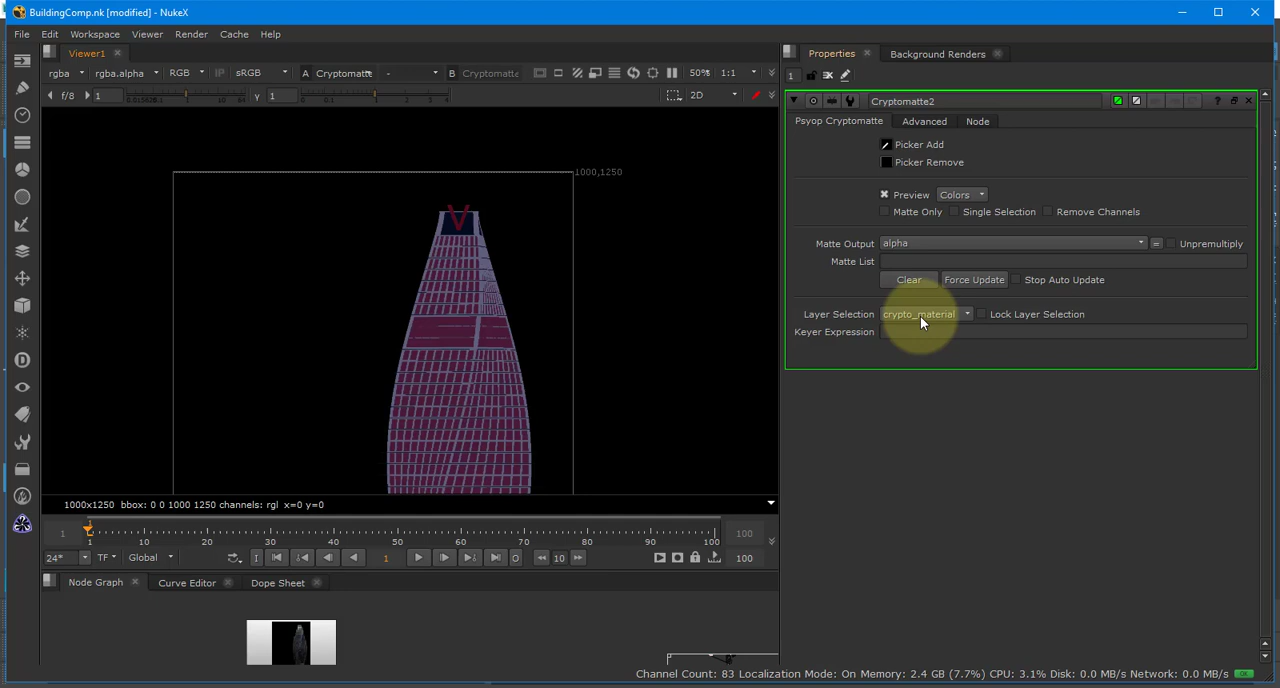 BuildingComp.nk [modified] - NukeX
File Edit Workspace Viewer Render Cache Help
Viewer1
Properties Background Renders
rgba rgba.alpha RGB IP sRGB A Cryptomatte - B Cryptomatte 50% 1:1
1
f/8 1 y 1 2D
Cryptomatte2
Psyop Cryptomatte Advanced Node
Picker Add
Picker Remove
Preview Colors
Matte Only Single Selection Remove Channels
Matte Output alpha = Unpremultiply
Matte List
Clear Force Update Stop Auto Update
Layer Selection crypto_material Lock Layer Selection
Keyer Expression
1000,1250
V
1000x1250 bbox: 0 0 1000 1250 channels: rgl x=0 y=0
1 1 10 20 30 40 50 60 70 80 90 100 100
24* TF Global I 1 O 10 100
Node Graph Curve Editor Dope Sheet
Channel Count: 83 Localization Mode: On Memory: 2.4 GB (7.7%) CPU: 3.1% Disk: 0.0 MB/s Network: 0.0 MB/s